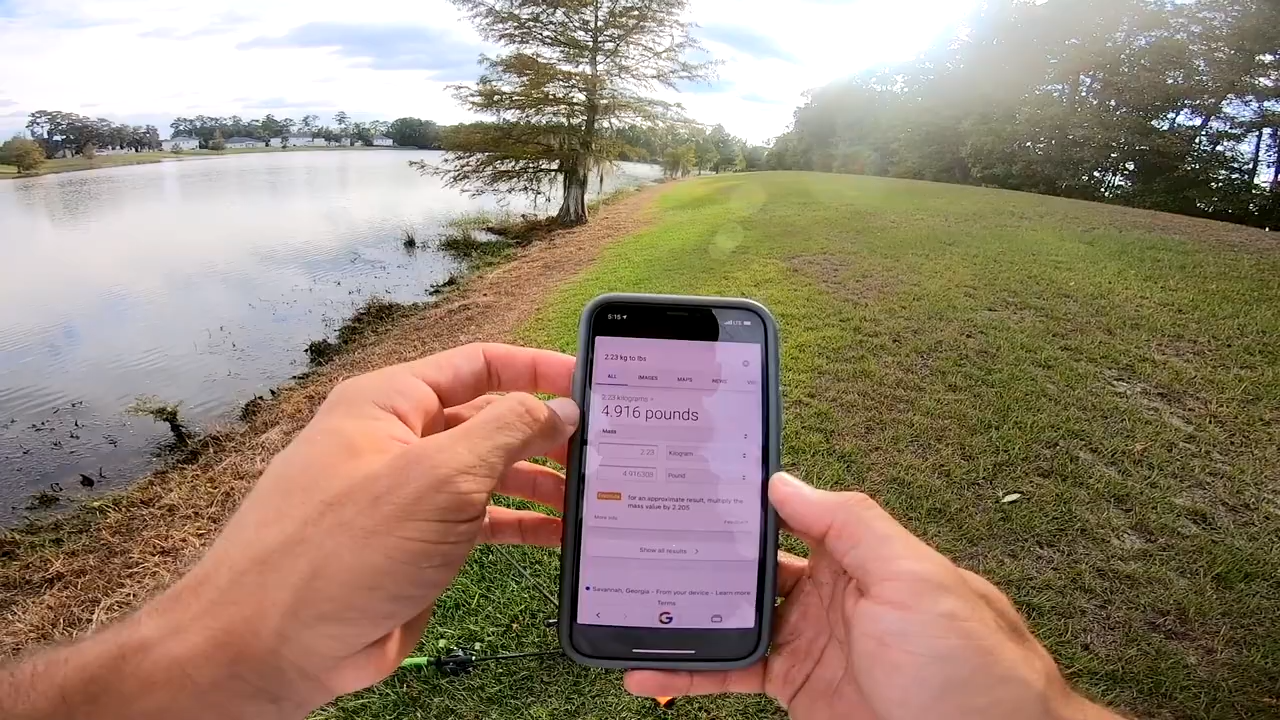 5:15
LTE
2.23 kg to lbs
ALL IMAGES MAPS NEWS
2.23 kilograms =
4.916 pounds
Mass
2.23 Kilogram
4.916308 Pound
Formula for an approximate result, multiply the
mass value by 2.205
More info Feedback
Show all results
Savannah, Georgia - From your device - Learn more
Terms
G